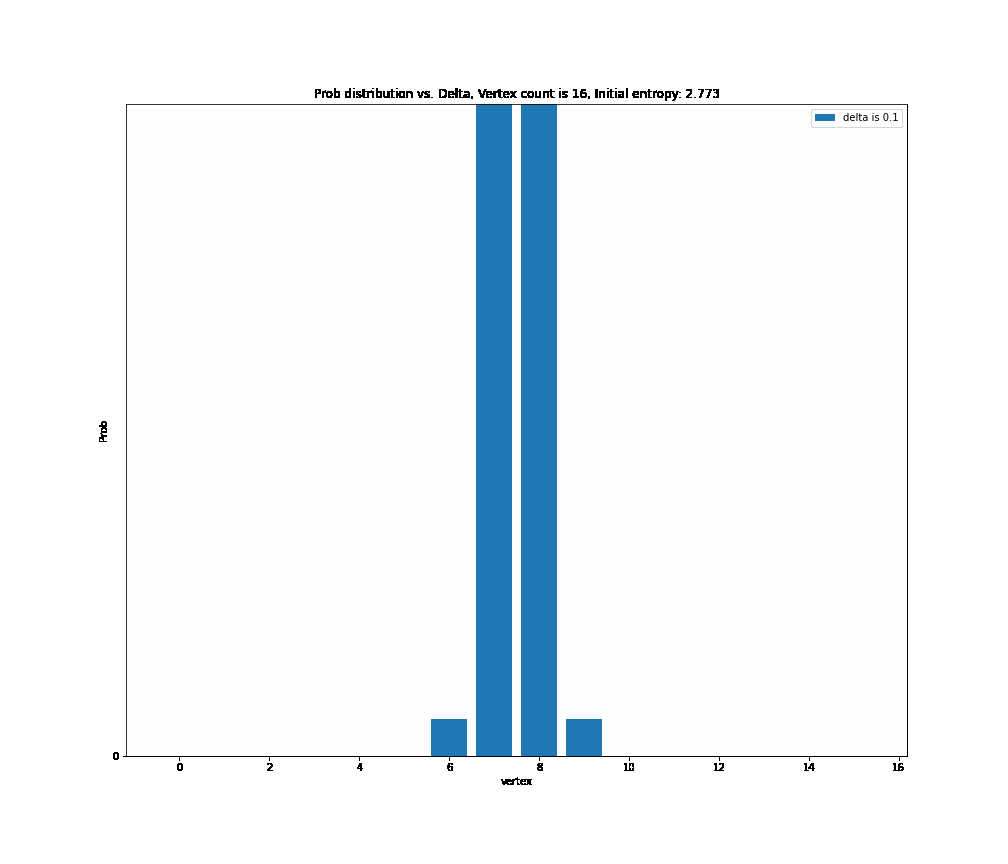 Prob distribution vs. Delta, Vertex count is 16, Initial entropy: 2.773
delta is 0.1
Prob
0
0 2 4 6 8 10 12 14 16
vertex